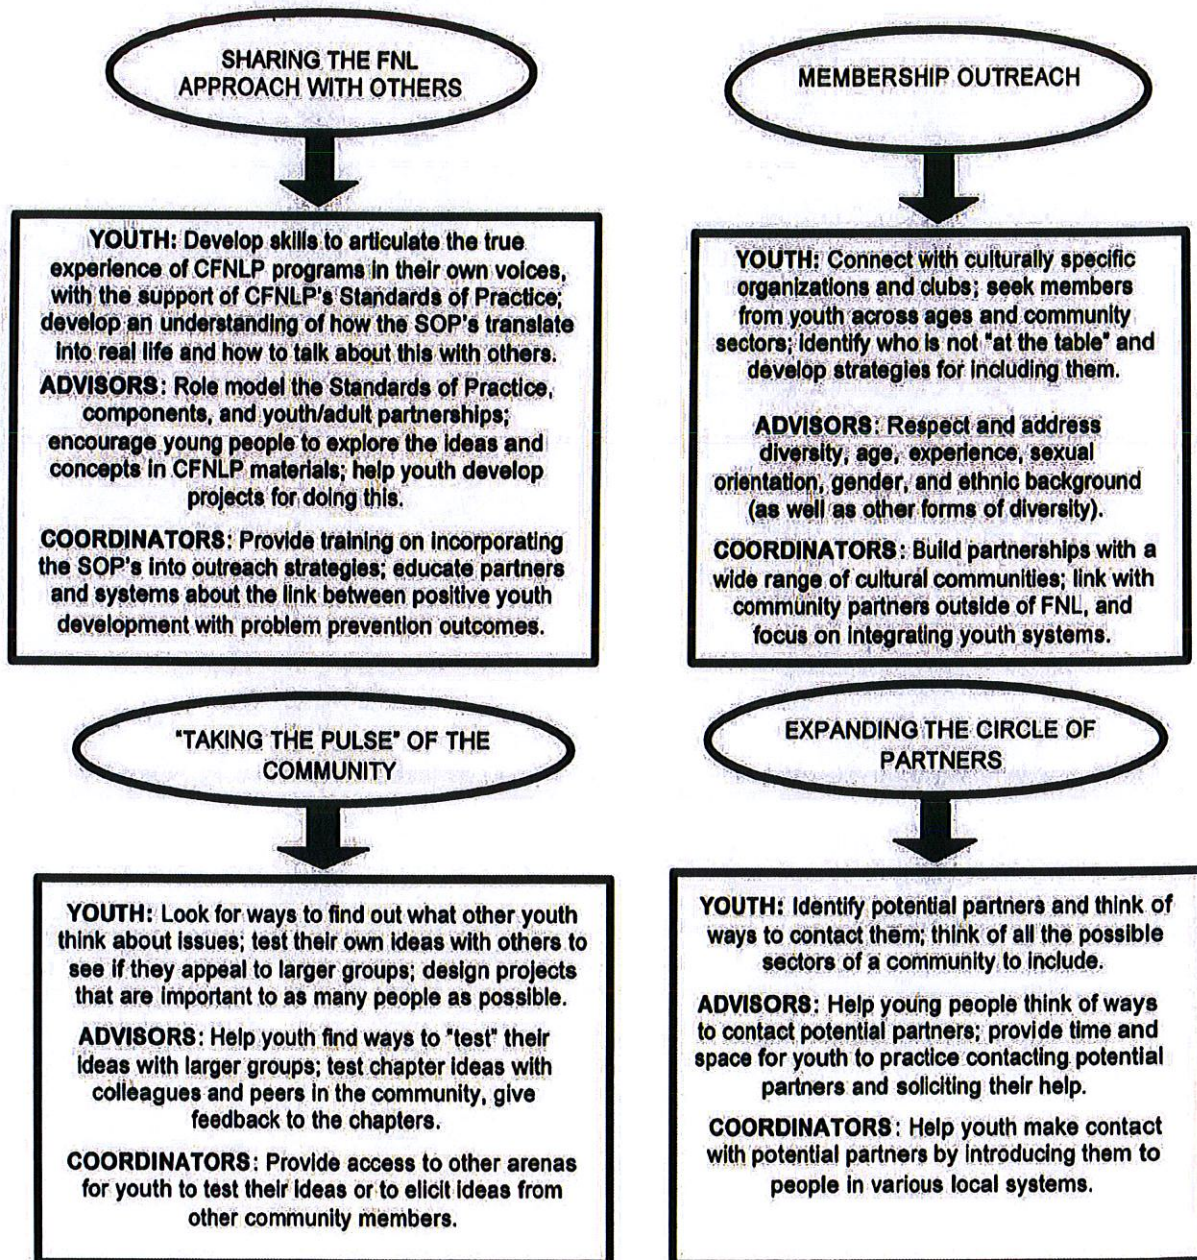 SHARING THE FNL
APPROACH WITH OTHERS
YOUTH: Develop skills to articulate the true
experience of CFNLP programs in their own voices,
with the support of CFNLP's Standards of Practice;
develop an understanding of how the SOP's translate
into real life and how to talk about this with others.
ADVISORS: Role model the Standards of Practice,
components, and youth/adult partnerships;
encourage young people to explore the ideas and
concepts in CFNLP materials; help youth develop
projects for doing this.
COORDINATORS: Provide training on incorporating
the SOP's into outreach strategies; educate partners
and systems about the link between positive youth
development with problem prevention outcomes.
MEMBERSHIP OUTREACH
YOUTH: Connect with culturally specific
organizations and clubs; seek members
from youth across ages and community
sectors; identify who is not "at the table" and
develop strategies for including them.
ADVISORS: Respect and address
diversity, age, experience, sexual
orientation, gender, and ethnic background
(as well as other forms of diversity).
COORDINATORS: Build partnerships with a
wide range of cultural communities; link with
community partners outside of FNL, and
focus on integrating youth systems.
"TAKING THE PULSE" OF THE
COMMUNITY
YOUTH: Look for ways to find out what other youth
think about issues; test their own ideas with others to
see if they appeal to larger groups; design projects
that are important to as many people as possible.
ADVISORS: Help youth find ways to "test" their
ideas with larger groups; test chapter ideas with
colleagues and peers in the community, give
feedback to the chapters.
COORDINATORS: Provide access to other arenas
for youth to test their ideas or to elicit ideas from
other community members.
EXPANDING THE CIRCLE OF
PARTNERS
YOUTH: Identify potential partners and think of
ways to contact them; think of all the possible
sectors of a community to include.
ADVISORS: Help young people think of ways
to contact potential partners; provide time and
space for youth to practice contacting potential
partners and soliciting their help.
COORDINATORS: Help youth make contact
with potential partners by introducing them to
people in various local systems.